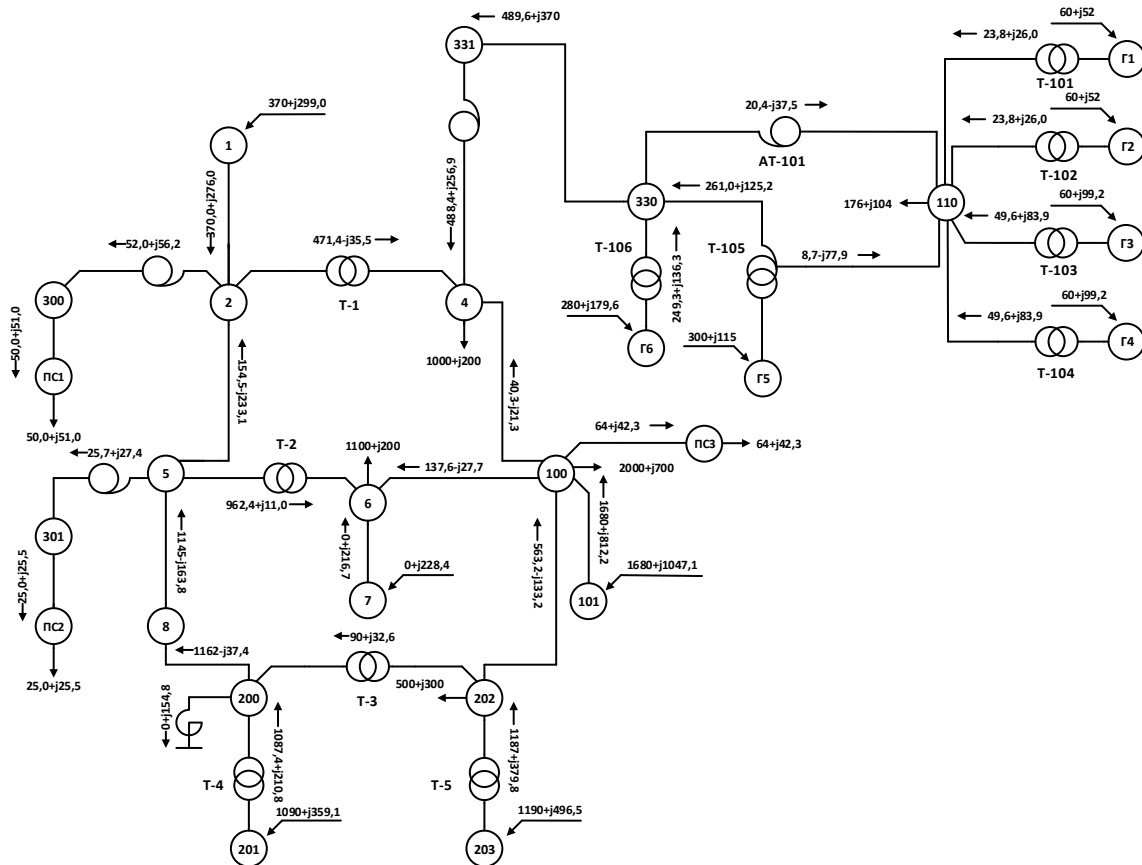 489,6+j370
331
60+j52
23,8+j26,0
Г1
Т-101
370+j299,0
20,4-j37,5
60+j52
1
23,8+j26,0
Г2
АТ-101
Т-102
370,0+j276,0
488,4+j256,9
330
261,0+j125,2
176+j104
110
60+j99,2
49,6+j83,9
Г3
Т-103
52,0+j56,2
471,4-j35,5
Т-106
Т-105
8,7-j77,9
300
2
Т-1
4
249,3+j136,3
280+j179,6
60+j99,2
49,6+j83,9
Г4
Т-104
50,0+j51,0
ПС1
1000+j200
Г6
300+j115
Г5
50,0+j51,0
154,5-j233,1
40,3-j21,3
64+j42,3
ПС3
64+j42,3
25,7+j27,4
Т-2
1100+j200
137,6-j27,7
5
100
2000+j700
962,4+j11,0
6
301
1145-j163,8
0+j216,7
0+j228,4
563,2-j133,2
1680+j812,2
1680+j1047,1
25,0+j25,5
7
101
ПС2
8
25,0+j25,5
1162-j37,4
90+j32,6
200
Т-3
500+j300
202
0+j154,8
1087,4+j210,8
1187+j379,8
Т-4
Т-5
1090+j359,1
1190+j496,5
201
203